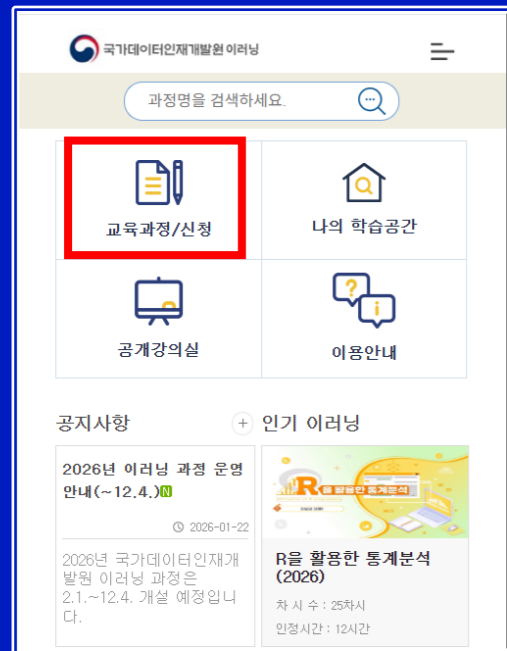 국가데이터인재개발원 이러닝
과정명을 검색하세요.
교육과정/신청
나의 학습공간
공개강의실
이용안내
공지사항
인기 이러닝
2026년 이러닝 과정 운영
안내(~12.4.)N
2026-01-22
2026년 국가데이터인재개
발원 이러닝 과정은
2.1.~12.4. 개설 예정입니
다.
R을 활용한 통계분석
R을 활용한 통계분석
(2026)
차 시 수 : 25차시
인정시간 : 12시간